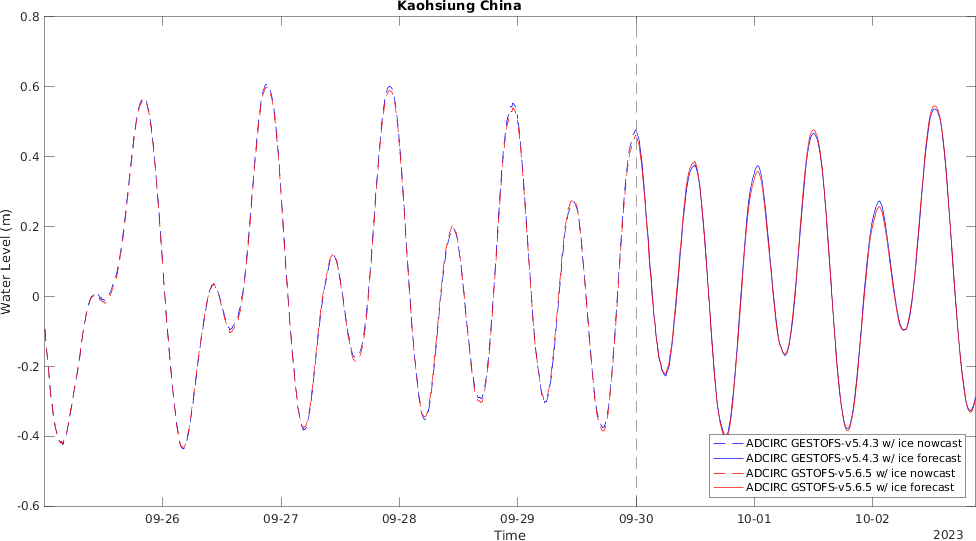 Kaohsiung China
0.8
0.6
0.4
0.2
0
-0.2
-0.4
-0.6
Water Level (m)
ADCIRC GESTOFS-v5.4.3 w/ ice nowcast
ADCIRC GESTOFS-v5.4.3 w/ ice forecast
ADCIRC GSTOFS-v5.6.5 w/ ice nowcast
ADCIRC GSTOFS-v5.6.5 w/ ice forecast
09-26 09-27 09-28 09-29 09-30 10-01 10-02
Time
2023